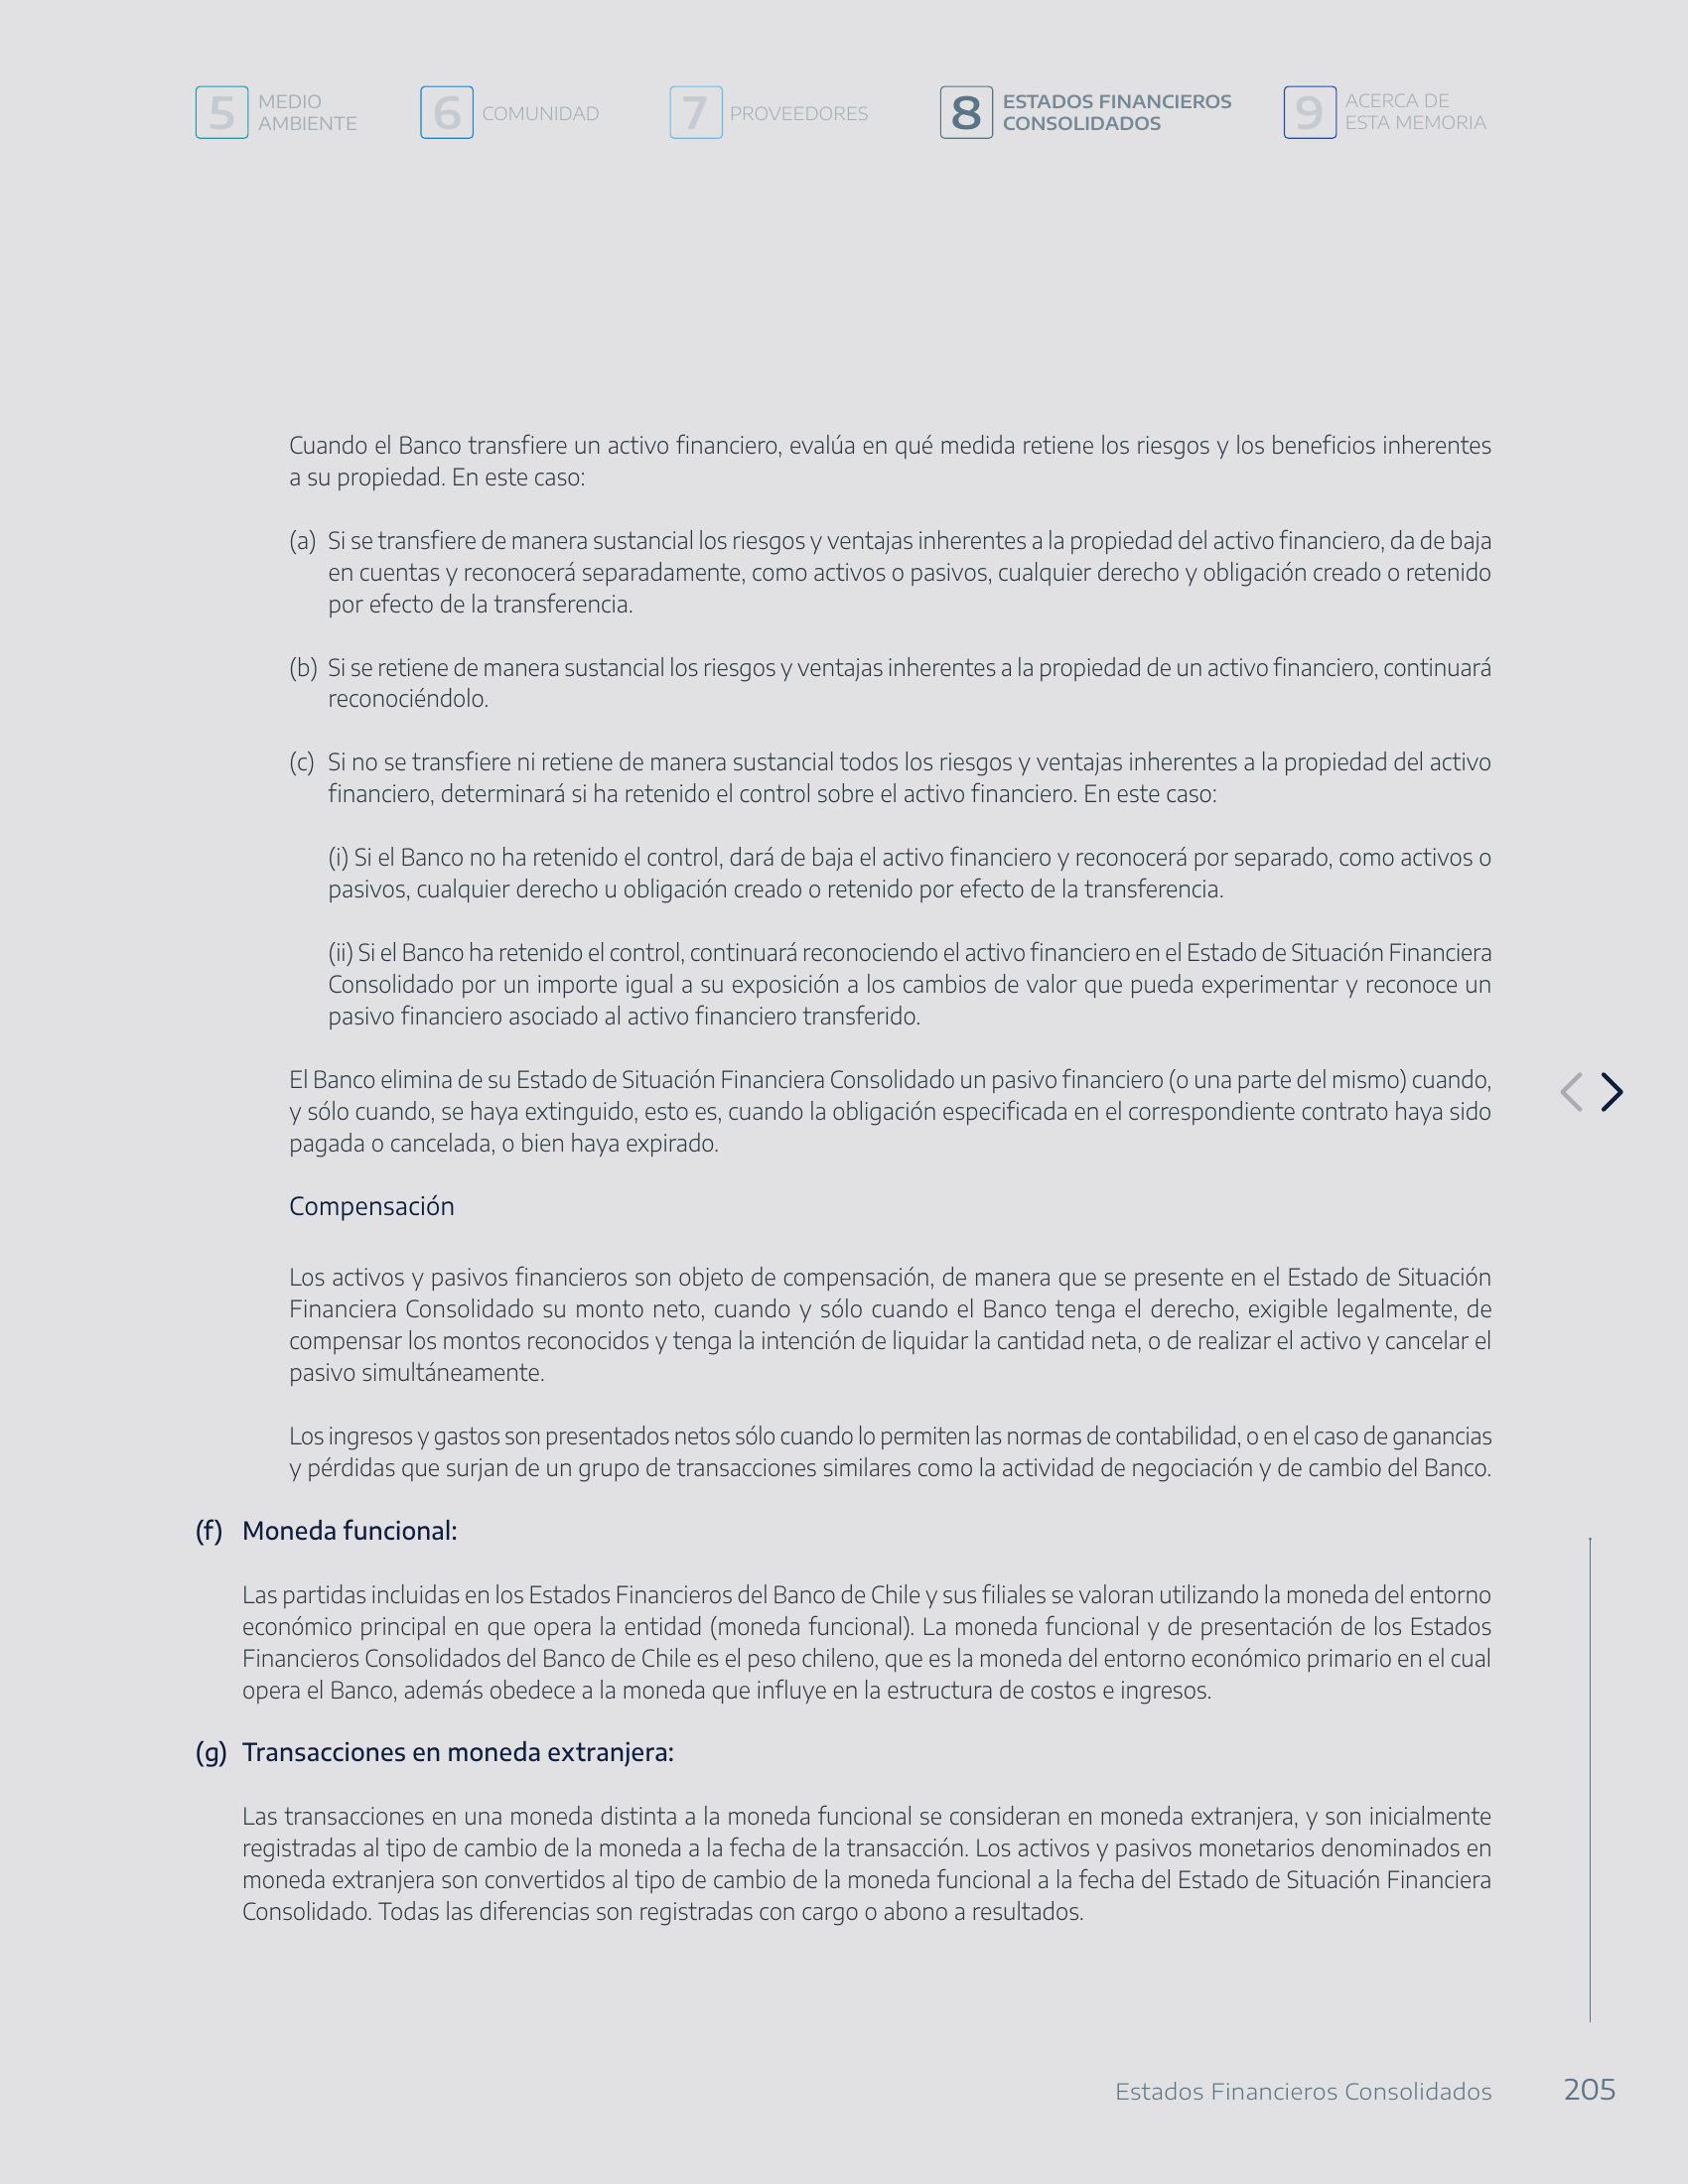 5 MEDIO
AMBIENTE
6 COMUNIDAD
7 PROVEEDORES
8 ESTADOS FINANCIEROS
CONSOLIDADOS
9 ACERCA DE
ESTA MEMORIA
Cuando el Banco transfiere un activo financiero, evalúa en qué medida retiene los riesgos y los beneficios inherentes
a su propiedad. En este caso:
(a) Si se transfiere de manera sustancial los riesgos y ventajas inherentes a la propiedad del activo financiero, da de baja
en cuentas y reconocerá separadamente, como activos o pasivos, cualquier derecho y obligación creado o retenido
por efecto de la transferencia.
(b) Si se retiene de manera sustancial los riesgos y ventajas inherentes a la propiedad de un activo financiero, continuará
reconociéndolo.
(c) Si no se transfiere ni retiene de manera sustancial todos los riesgos y ventajas inherentes a la propiedad del activo
financiero, determinará si ha retenido el control sobre el activo financiero. En este caso:
(i) Si el Banco no ha retenido el control, dará de baja el activo financiero y reconocerá por separado, como activos o
pasivos, cualquier derecho u obligación creado o retenido por efecto de la transferencia.
(ii) Si el Banco ha retenido el control, continuará reconociendo el activo financiero en el Estado de Situación Financiera
Consolidado por un importe igual a su exposición a los cambios de valor que pueda experimentar y reconoce un
pasivo financiero asociado al activo financiero transferido.
El Banco elimina de su Estado de Situación Financiera Consolidado un pasivo financiero (o una parte del mismo) cuando,
y sólo cuando, se haya extinguido, esto es, cuando la obligación especificada en el correspondiente contrato haya sido
pagada o cancelada, o bien haya expirado.
Compensación
Los activos y pasivos financieros son objeto de compensación, de manera que se presente en el Estado de Situación
Financiera Consolidado su monto neto, cuando y sólo cuando el Banco tenga el derecho, exigible legalmente, de
compensar los montos reconocidos y tenga la intención de liquidar la cantidad neta, o de realizar el activo y cancelar el
pasivo simultáneamente.
Los ingresos y gastos son presentados netos sólo cuando lo permiten las normas de contabilidad, o en el caso de ganancias
y pérdidas que surjan de un grupo de transacciones similares como la actividad de negociación y de cambio del Banco.
(f) Moneda funcional:
Las partidas incluidas en los Estados Financieros del Banco de Chile y sus filiales se valoran utilizando la moneda del entorno
económico principal en que opera la entidad (moneda funcional). La moneda funcional y de presentación de los Estados
Financieros Consolidados del Banco de Chile es el peso chileno, que es la moneda del entorno económico primario en el cual
opera el Banco, además obedece a la moneda que influye en la estructura de costos e ingresos.
(g) Transacciones en moneda extranjera:
Las transacciones en una moneda distinta a la moneda funcional se consideran en moneda extranjera, y son inicialmente
registradas al tipo de cambio de la moneda a la fecha de la transacción. Los activos y pasivos monetarios denominados en
moneda extranjera son convertidos al tipo de cambio de la moneda funcional a la fecha del Estado de Situación Financiera
Consolidado. Todas las diferencias son registradas con cargo o abono a resultados.
Estados Financieros Consolidados 205